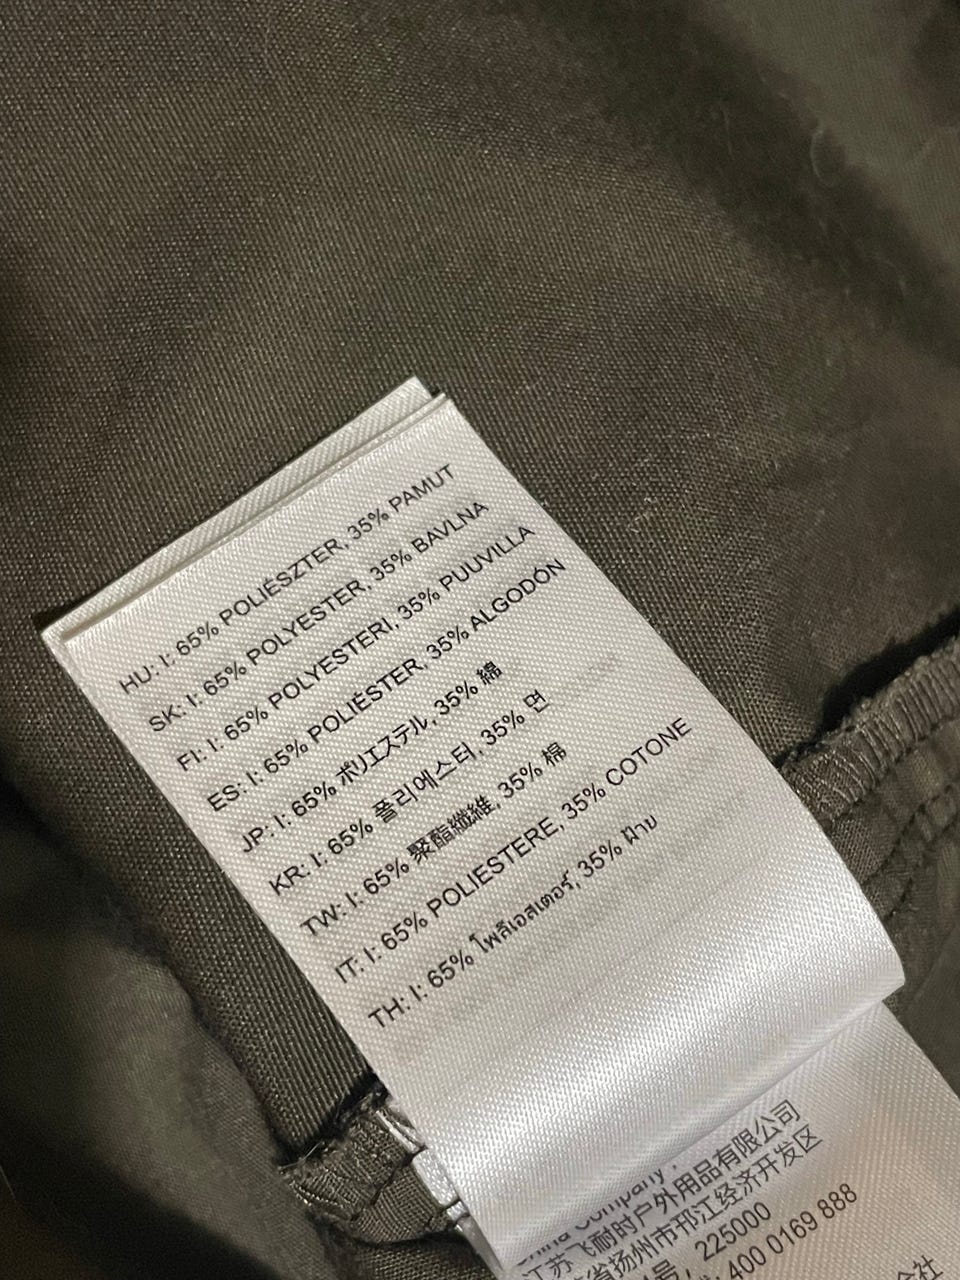 HU: I: 65% POLIÉSZTER, 35% PAMUT
SK: I: 65% POLYESTER, 35% BAVLNA
FI: I: 65% POLYESTERI, 35% PUUVILLA
ES: I: 65% POLIÉSTER, 35% ALGODÓN
JP: I: 65% ポリエステル, 35% 綿
KR: I: 65% 폴리에스터, 35% 면
TW: I: 65% 聚酯纖維, 35% 棉
IT: I: 65% POLIESTERE, 35% COTONE
TH: I: 65% โพลีเอสเตอร์, 35% ฝ้าย
China Company:
江苏飞耐时户外用品有限公司
省扬州市邗江经济开发区
号, 225000
400 0169 888
会社